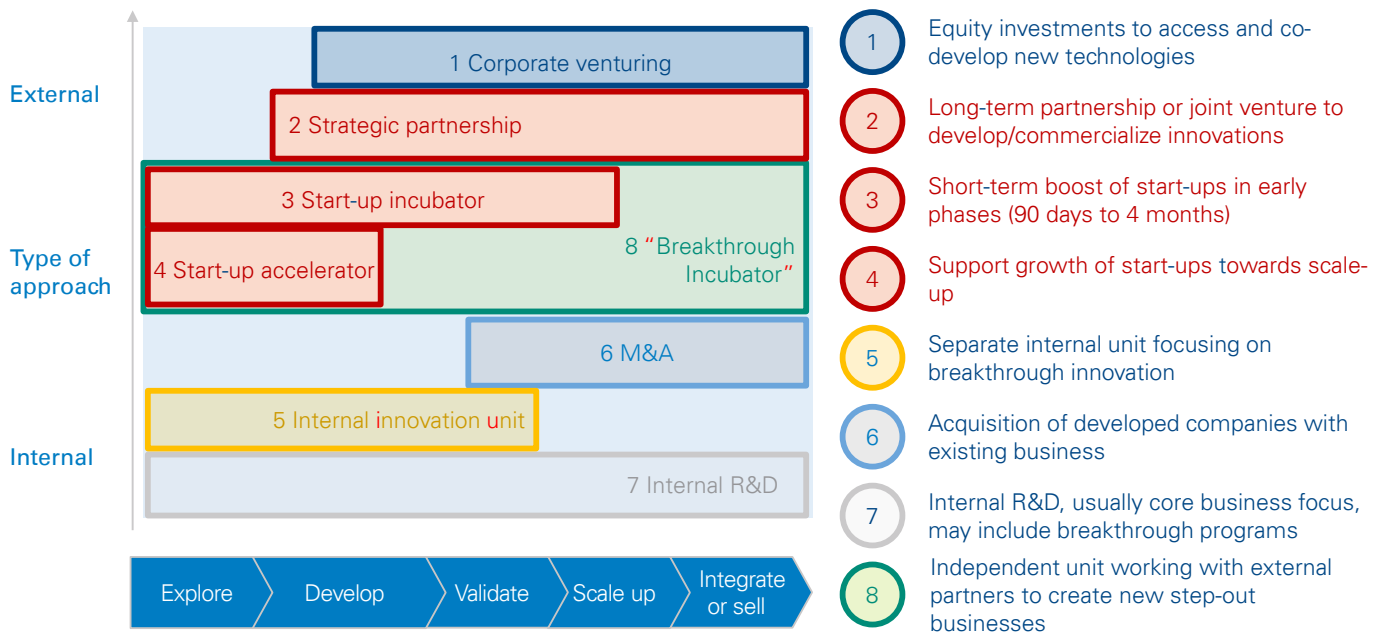 External
Type of
approach
Internal
1 Corporate venturing
2 Strategic partnership
3 Start-up incubator
4 Start-up accelerator
8 “Breakthrough
Incubator”
6 M&A
5 Internal innovation unit
7 Internal R&D
Explore
Develop
Validate
Scale up
Integrate
or sell
1
Equity investments to access and co-
develop new technologies
2
Long-term partnership or joint venture to
develop/commercialize innovations
3
Short-term boost of start-ups in early
phases (90 days to 4 months)
4
Support growth of start-ups towards scale-
up
5
Separate internal unit focusing on
breakthrough innovation
6
Acquisition of developed companies with
existing business
7
Internal R&D, usually core business focus,
may include breakthrough programs
8
Independent unit working with external
partners to create new step-out
businesses